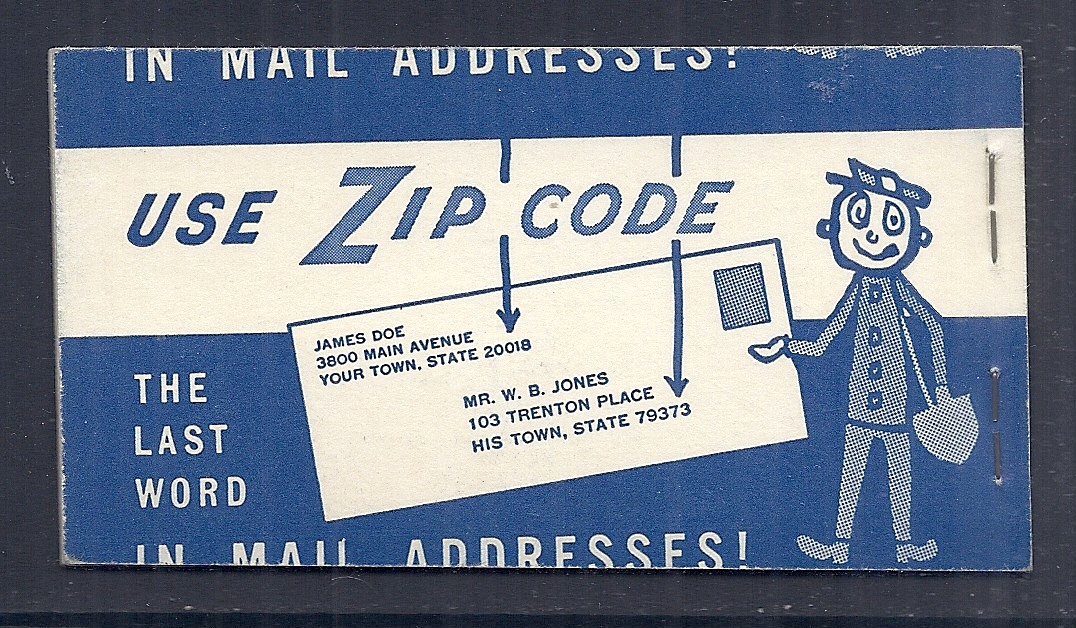 IN MAIL ADDRESSES!
USE ZIP CODE
JAMES DOE
3800 MAIN AVENUE
YOUR TOWN, STATE 20018
MR. W. B. JONES
103 TRENTON PLACE
HIS TOWN, STATE 79373
THE
LAST
WORD
IN MAIL ADDRESSES!